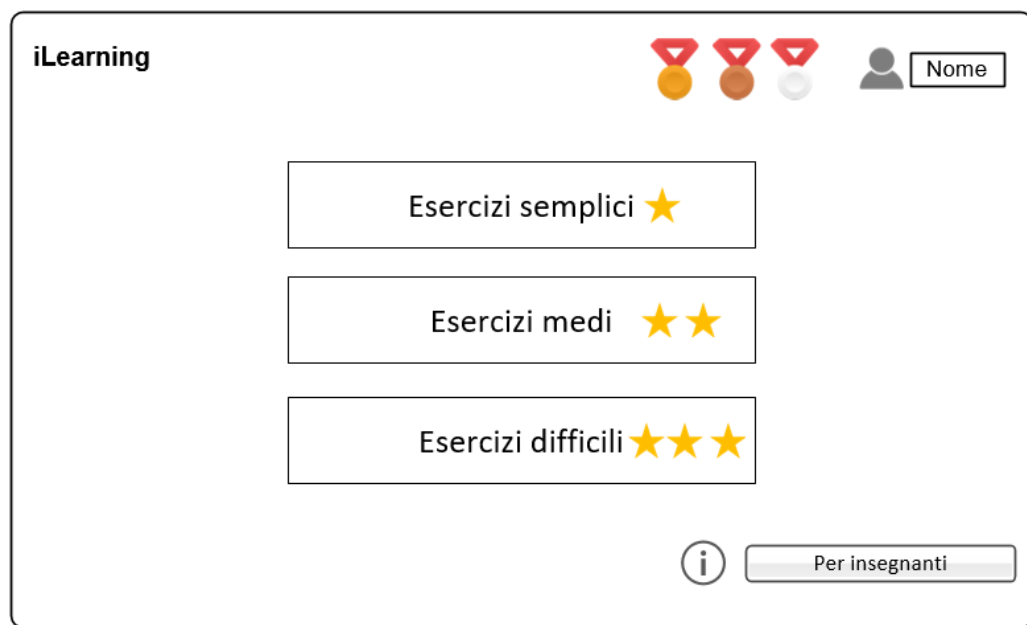 iLearning
Nome
Esercizi semplici
Esercizi medi
Esercizi difficili
i
Per insegnanti